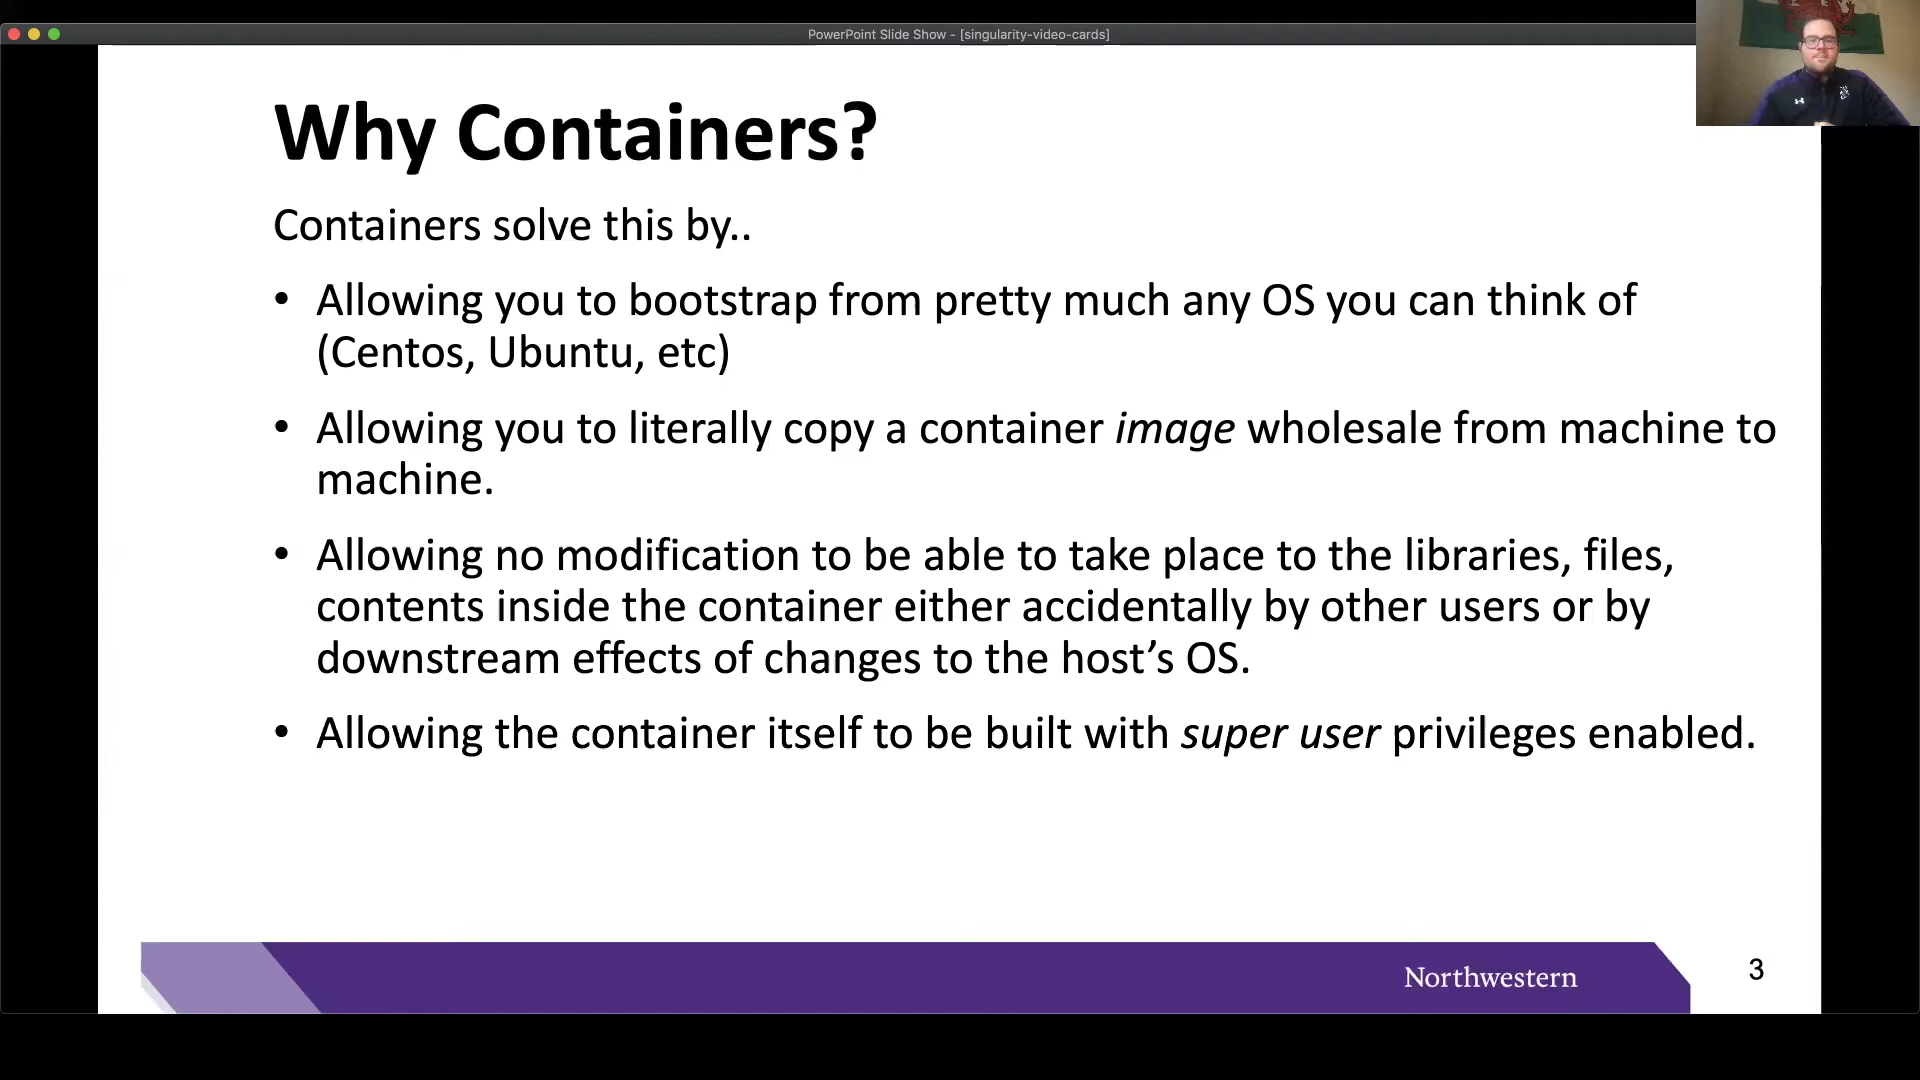 PowerPoint Slide Show - [singularity-video-cards]
Why Containers?
Containers solve this by..
• Allowing you to bootstrap from pretty much any OS you can think of
(Centos, Ubuntu, etc)
• Allowing you to literally copy a container image wholesale from machine to
machine.
• Allowing no modification to be able to take place to the libraries, files,
contents inside the container either accidentally by other users or by
downstream effects of changes to the host’s OS.
• Allowing the container itself to be built with super user privileges enabled.
Northwestern
3